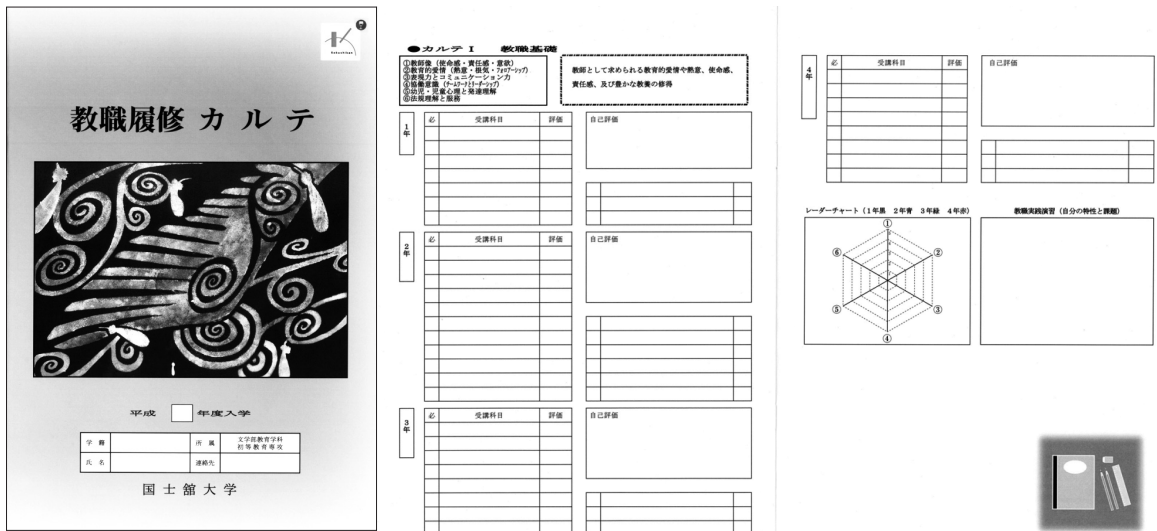 Kokushikan
教職履修 カルテ
平成 年度入学
学 籍 所 属 文学部教育学科
初等教育専攻
氏 名 連絡先
国士舘大学
●カルテⅠ 教職基礎
①教師像(使命感・責任感・意欲)
②教育的愛情(熱意・根気・フォロアーシップ)
③表現力とコミュニケーション力
④協働意識(チームワークとリーダーシップ)
⑤幼児・児童心理と発達理解
⑥法規理解と服務
教師として求められる教育的愛情や熱意、使命感、
責任感、及び豊かな教養の修得
1年
必 受講科目 評価
自己評価
2年
必 受講科目 評価
自己評価
3年
必 受講科目 評価
自己評価
4年
必 受講科目 評価
自己評価
レーダーチャート(1年黒 2年青 3年緑 4年赤)
①
②
③
④
⑤
⑥
教職実践演習(自分の特性と課題)